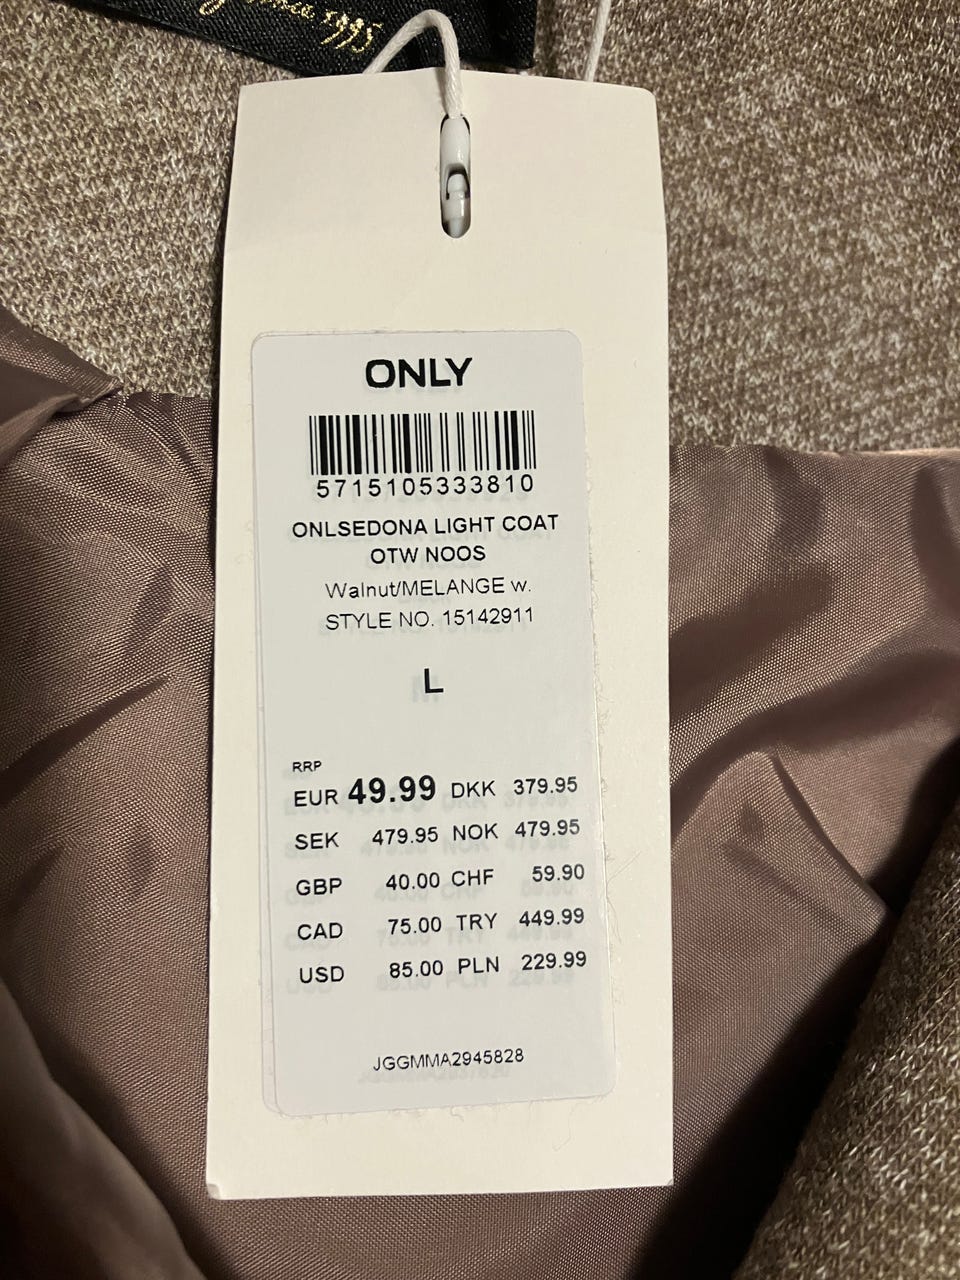 since 1995
ONLY
5715105333810
ONLSEDONA LIGHT COAT
OTW NOOS
Walnut/MELANGE w.
STYLE NO. 15142911
L
RRP
EUR 49.99 DKK 379.95
SEK 479.95 NOK 479.95
GBP 40.00 CHF 59.90
CAD 75.00 TRY 449.99
USD 85.00 PLN 229.99
JGGMMA2945828